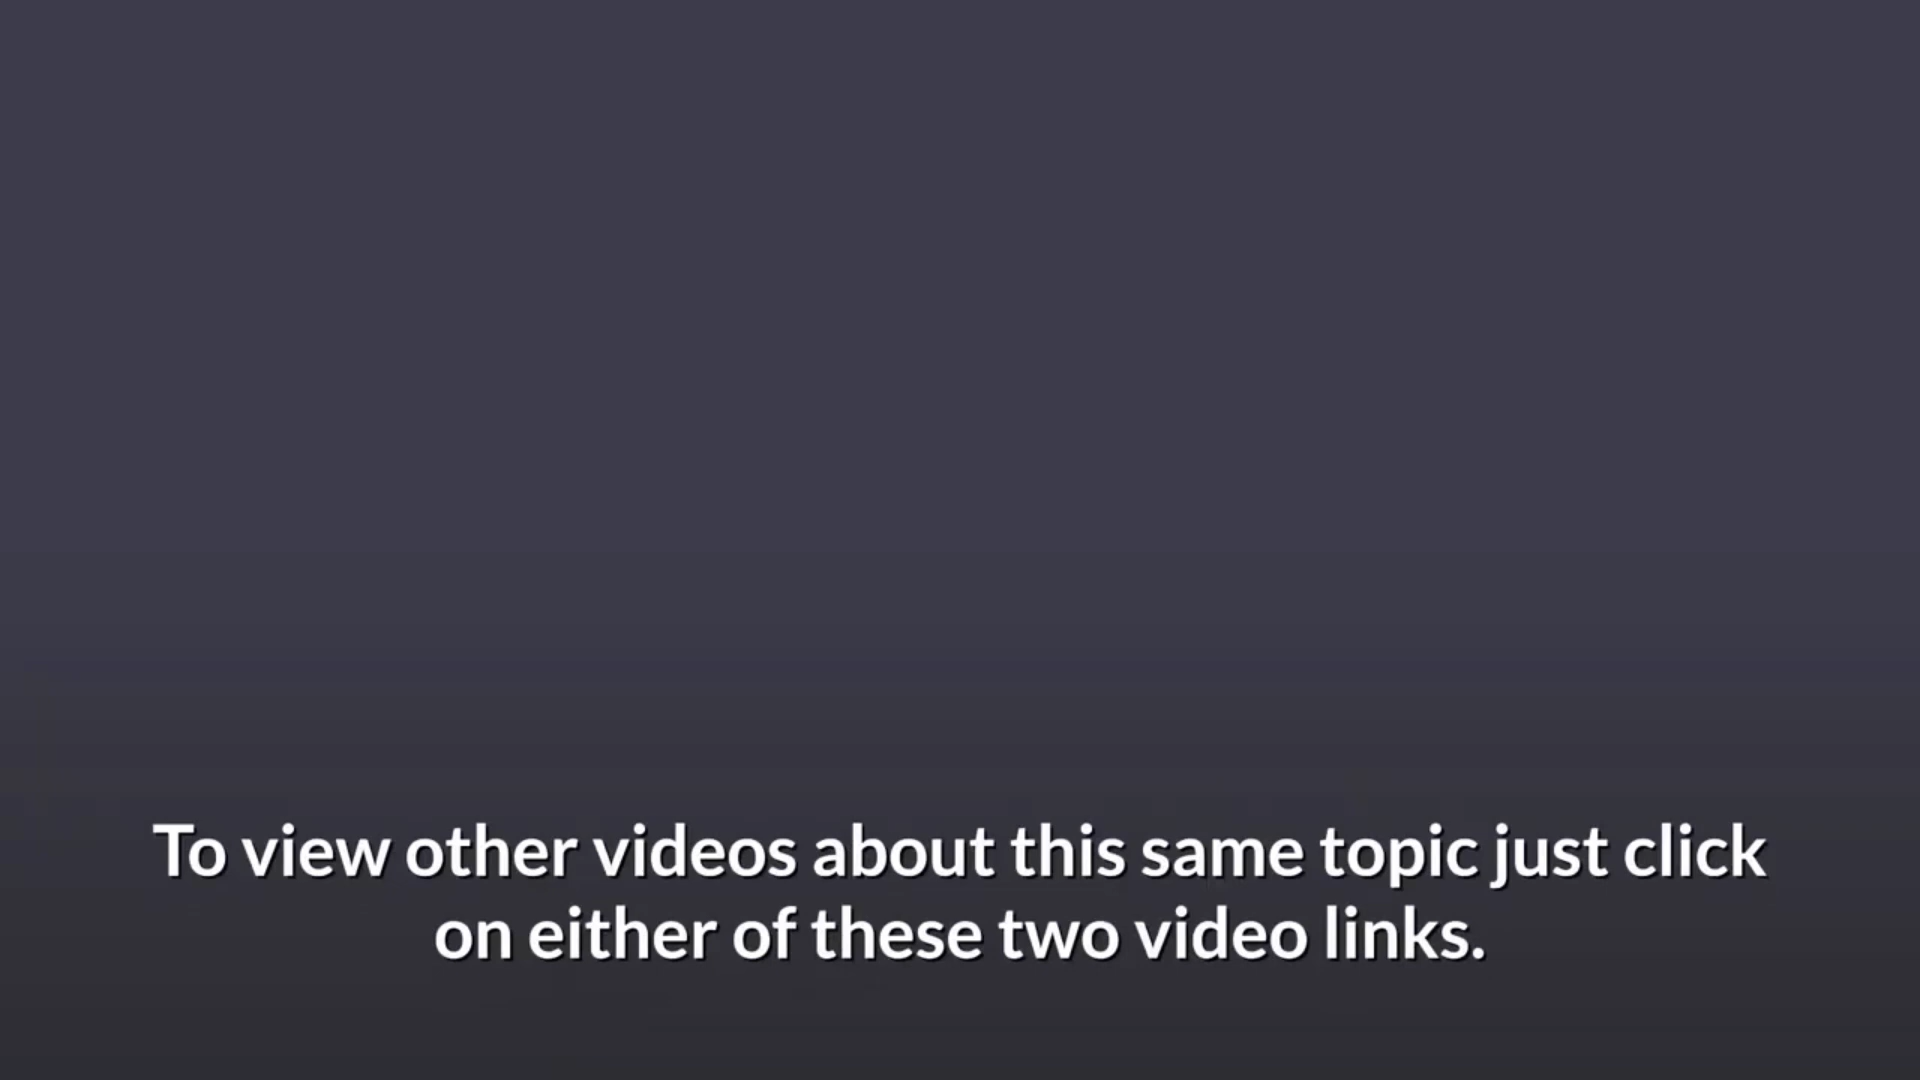 To view other videos about this same topic just click
on either of these two video links.